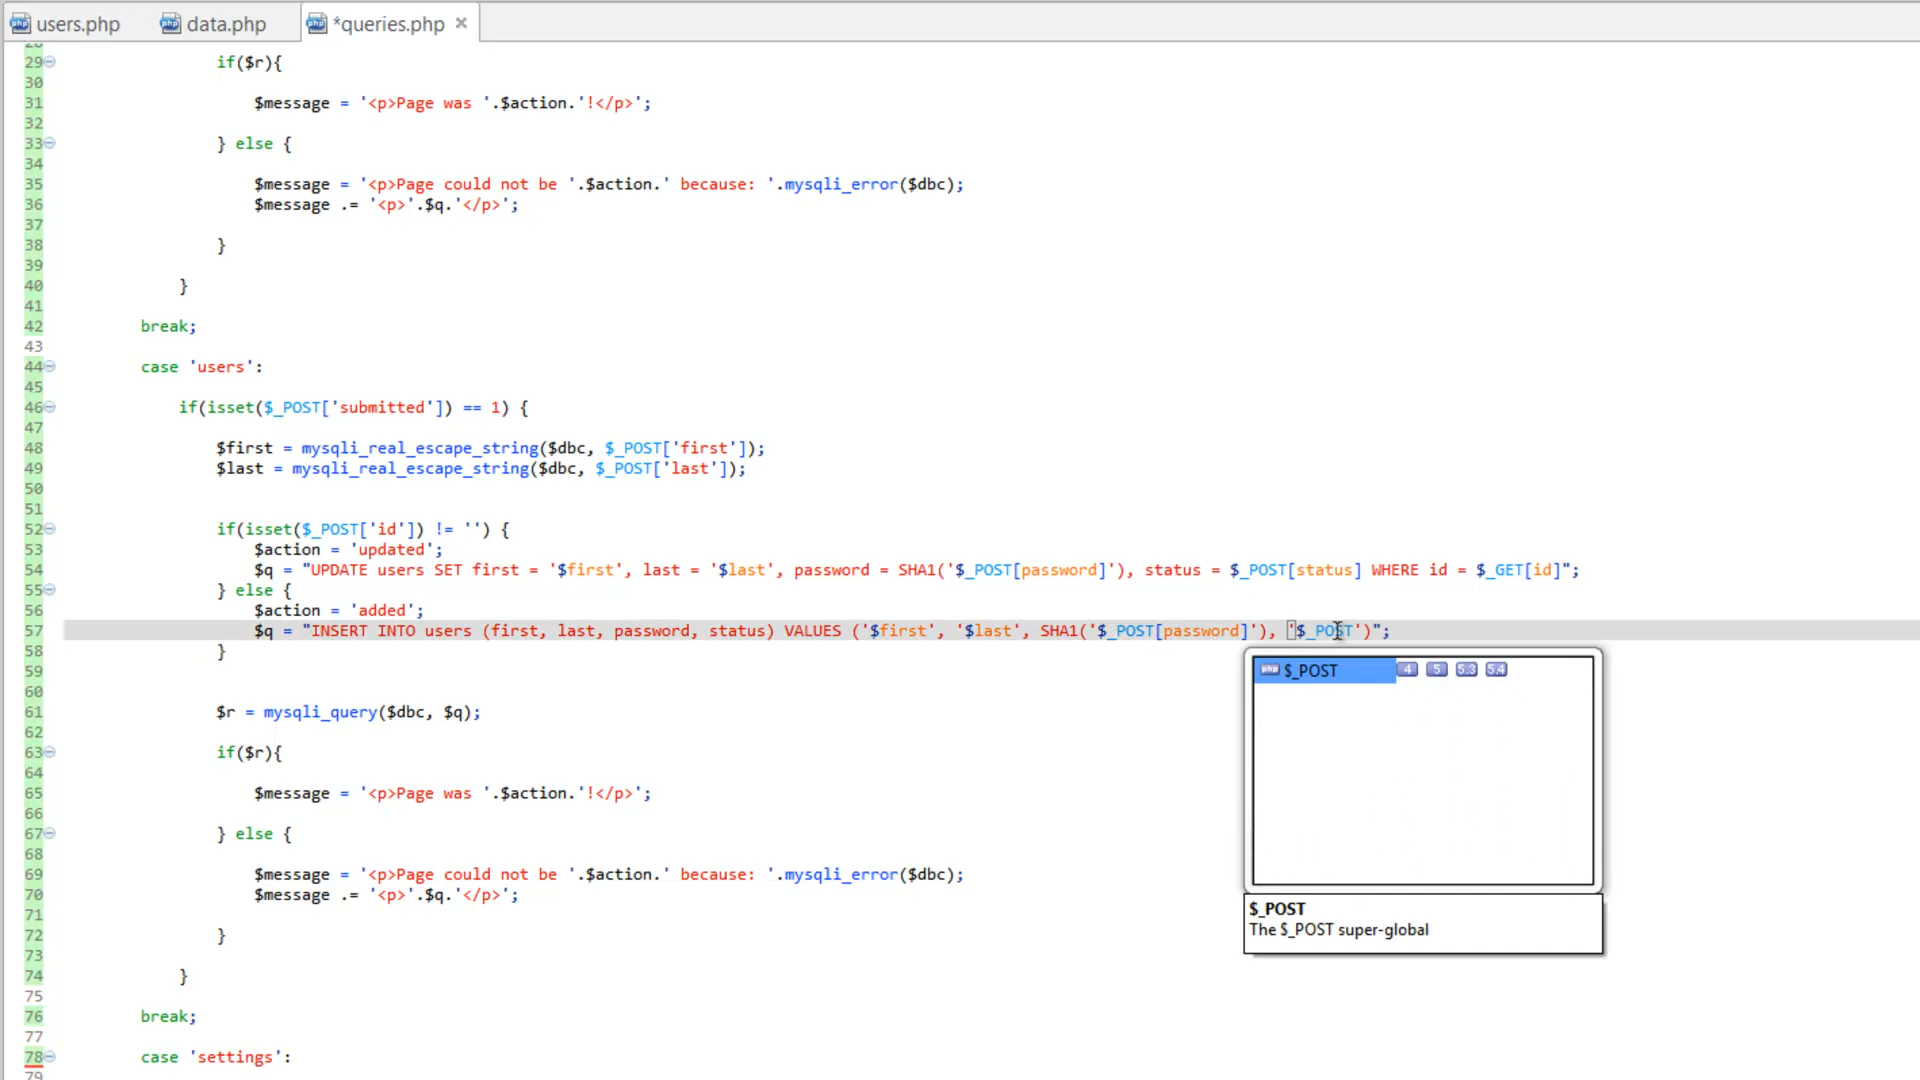 users.php data.php *queries.php
28
29 if($r){
30
31 $message = '<p>Page was '.$action.'!</p>';
32
33 } else {
34
35 $message = '<p>Page could not be '.$action.' because: '.mysqli_error($dbc);
36 $message .= '<p>'.$q.'</p>';
37
38 }
39
40 }
41
42 break;
43
44 case 'users':
45
46 if(isset($_POST['submitted']) == 1) {
47
48 $first = mysqli_real_escape_string($dbc, $_POST['first']);
49 $last = mysqli_real_escape_string($dbc, $_POST['last']);
50
51
52 if(isset($_POST['id']) != '') {
53 $action = 'updated';
54 $q = "UPDATE users SET first = '$first', last = '$last', password = SHA1('$_POST[password]'), status = $_POST[status] WHERE id = $_GET[id]";
55 } else {
56 $action = 'added';
57 $q = "INSERT INTO users (first, last, password, status) VALUES ('$first', '$last', SHA1('$_POST[password]'), '$_POST')";
58 }
59
60
61 $r = mysqli_query($dbc, $q);
62
63 if($r){
64
65 $message = '<p>Page was '.$action.'!</p>';
66
67 } else {
68
69 $message = '<p>Page could not be '.$action.' because: '.mysqli_error($dbc);
70 $message .= '<p>'.$q.'</p>';
71
72 }
73
74 }
75
76 break;
77
78 case 'settings':
79
php $_POST 4 5 5.3 5.4
$_POST
The $_POST super-global